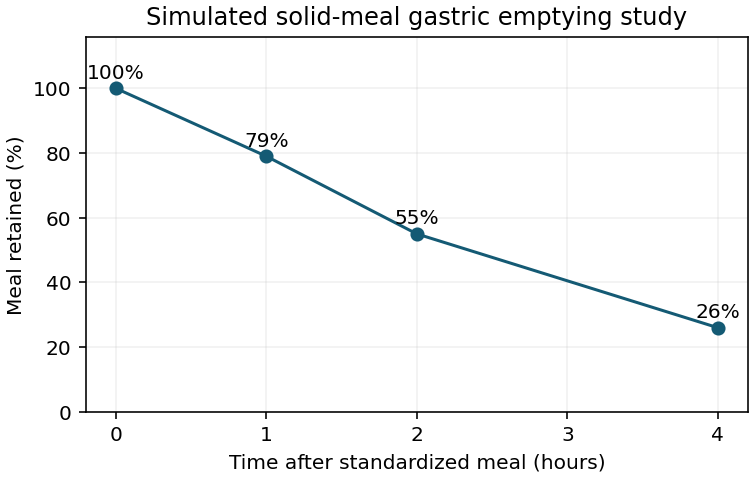 Simulated solid-meal gastric emptying study
Meal retained (%)
100
80
60
40
20
0
100%
79%
55%
26%
0 1 2 3 4
Time after standardized meal (hours)